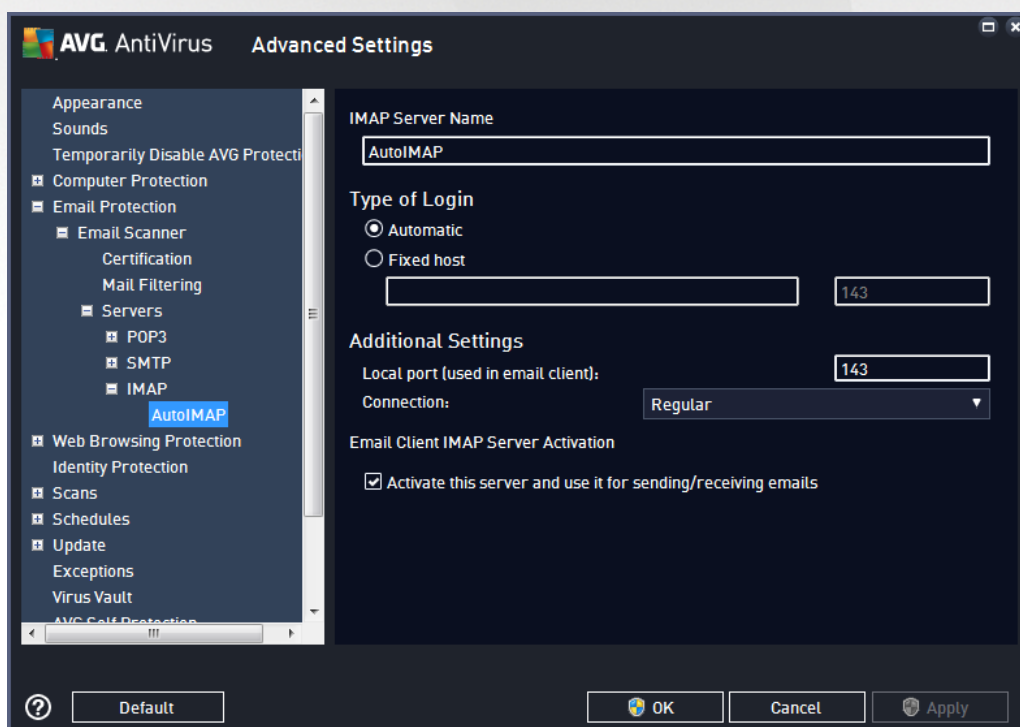 AVG. AntiVirus Advanced Settings
Appearance
Sounds
Temporarily Disable AVG Protecti
Computer Protection
Email Protection
Email Scanner
Certification
Mail Filtering
Servers
POP3
SMTP
IMAP
AutoIMAP
Web Browsing Protection
Identity Protection
Scans
Schedules
Update
Exceptions
Virus Vault
AVG Self Protection
IMAP Server Name
AutoIMAP
Type of Login
Automatic
Fixed host
143
Additional Settings
Local port (used in email client): 143
Connection: Regular
Email Client IMAP Server Activation
Activate this server and use it for sending/receiving emails
? Default OK Cancel Apply